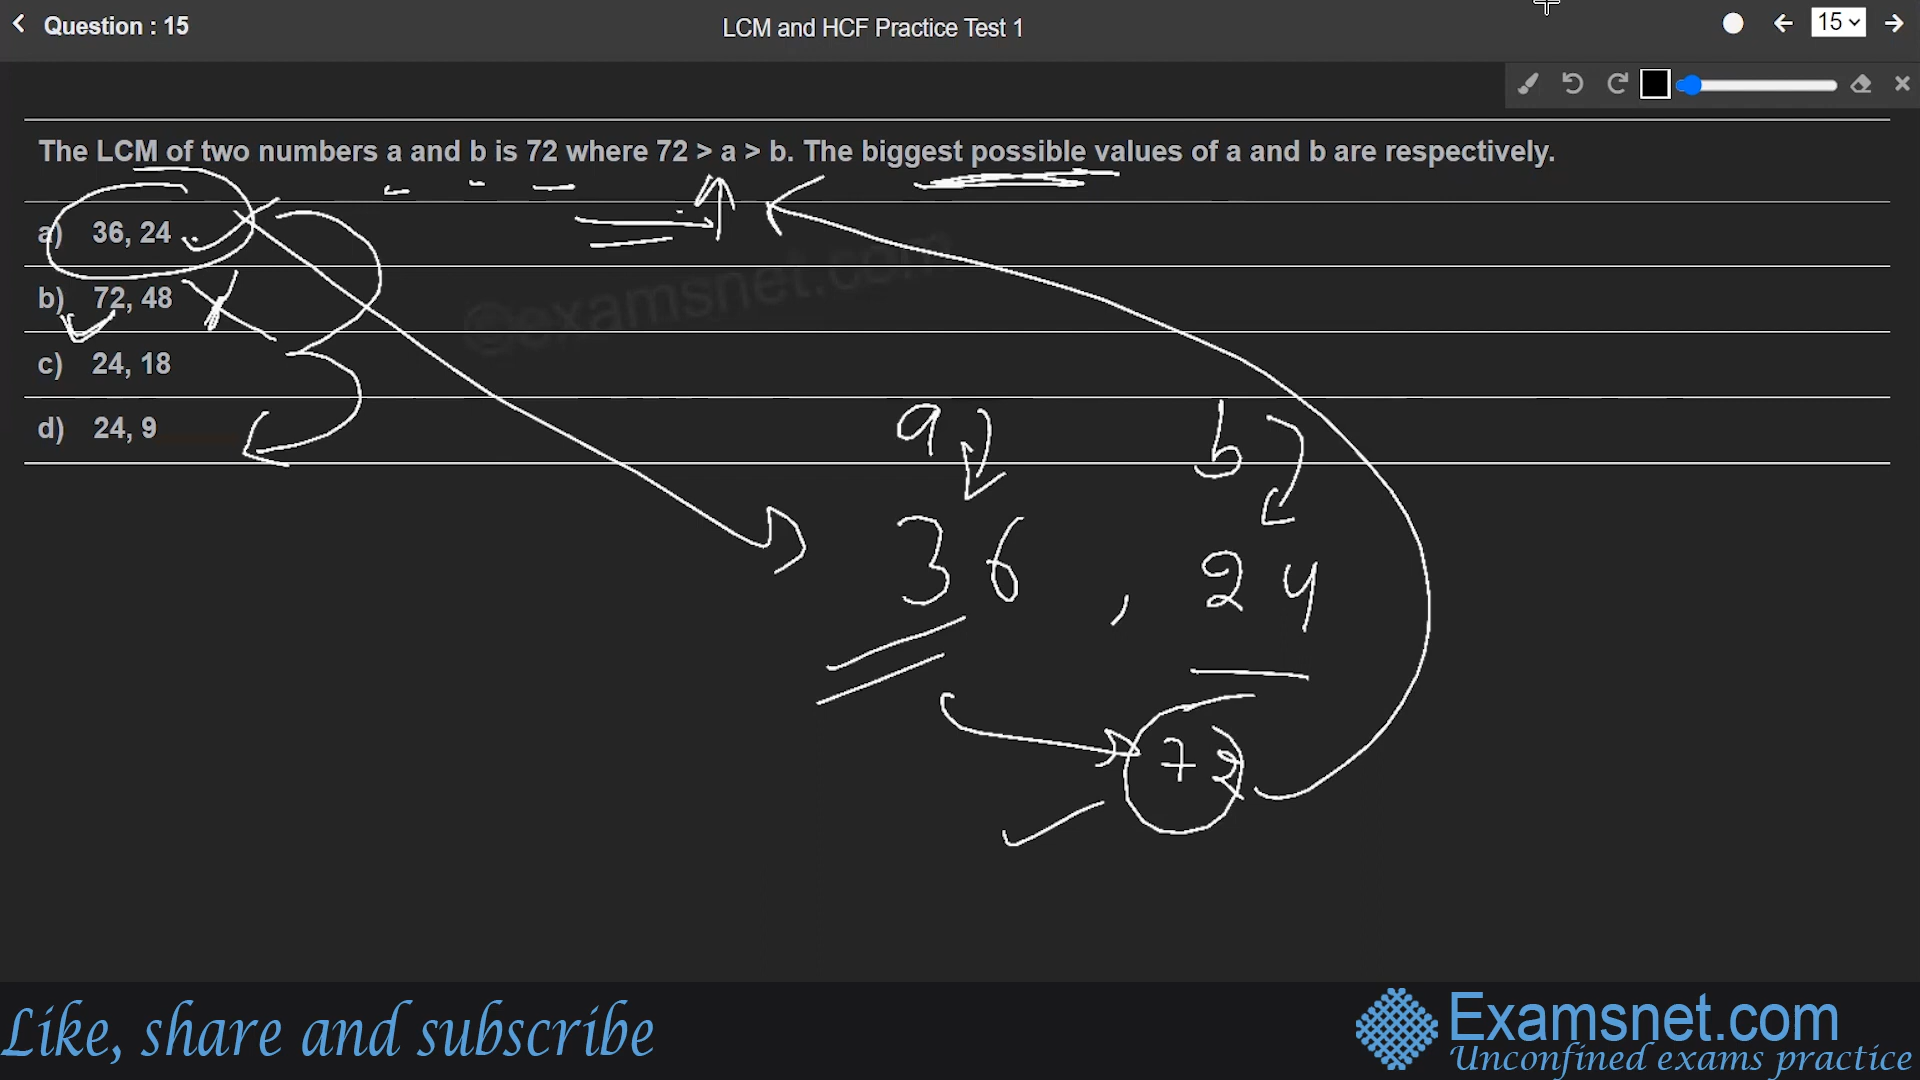 Question : 15
LCM and HCF Practice Test 1
15
The LCM of two numbers a and b is 72 where 72 > a > b. The biggest possible values of a and b are respectively.
a) 36, 24
b) 72, 48
c) 24, 18
d) 24, 9
@examsnet.com
a b
36 , 24
72
Like, share and subscribe
Examsnet.com
Unconfined exams practice